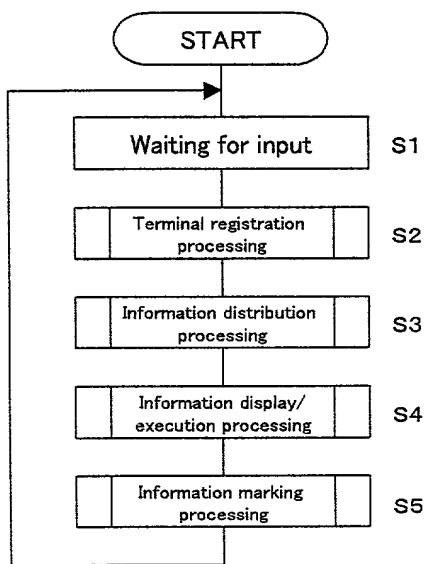 START
Waiting for input S1
Terminal registration
processing S2
Information distribution
processing S3
Information display/
execution processing S4
Information marking
processing S5